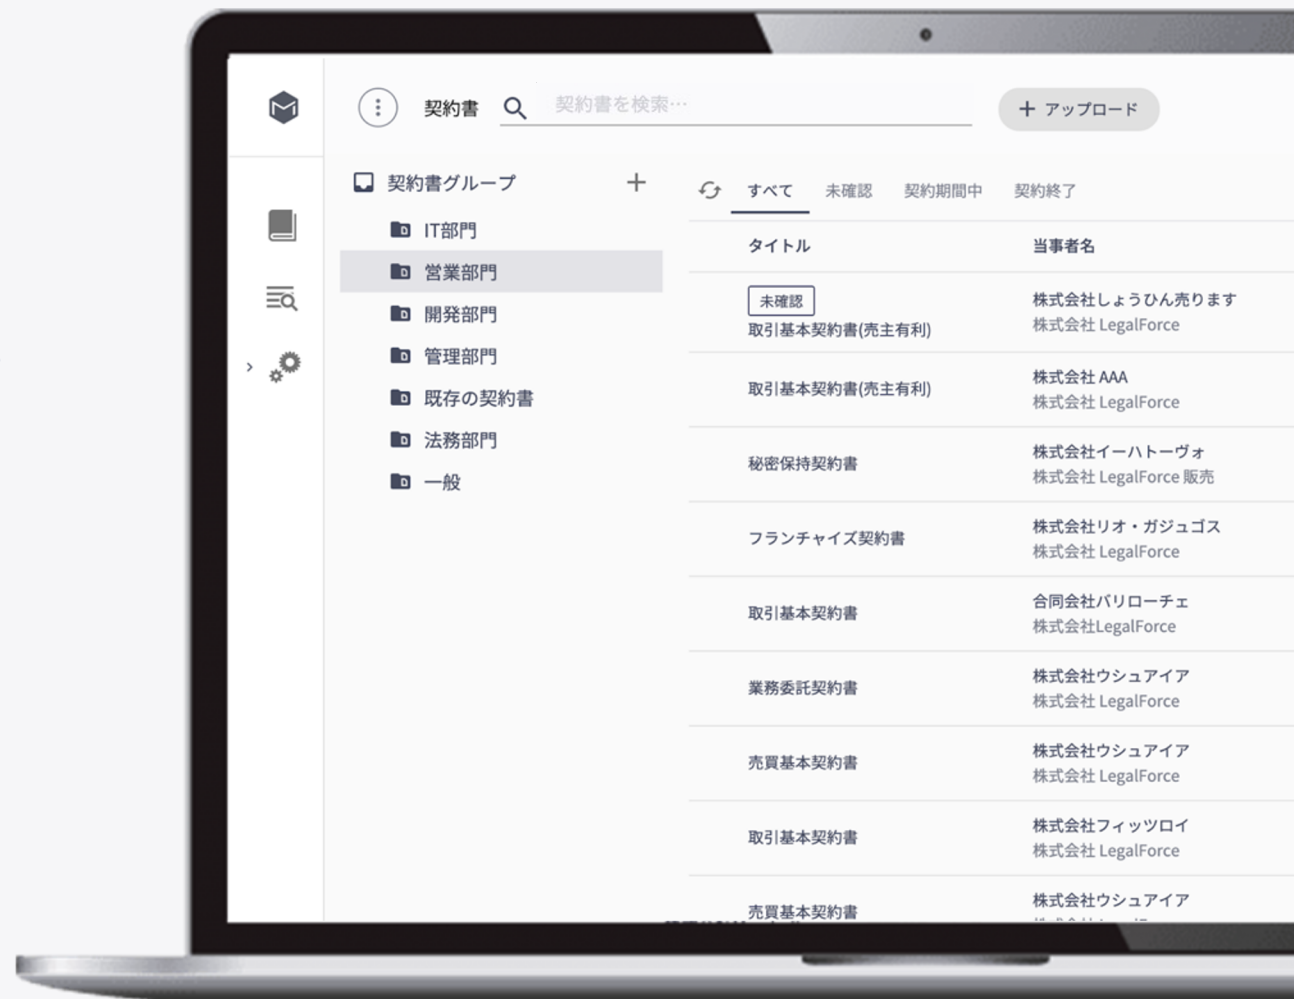 契約書
契約書を検索…
+ アップロード
契約書グループ
IT部門
営業部門
開発部門
管理部門
既存の契約書
法務部門
一般
すべて 未確認 契約期間中 契約終了
タイトル 当事者名
未確認
取引基本契約書(売主有利)
株式会社しょうひん売ります
株式会社 LegalForce
取引基本契約書(売主有利)
株式会社 AAA
株式会社 LegalForce
秘密保持契約書
株式会社イーハトーヴォ
株式会社 LegalForce 販売
フランチャイズ契約書
株式会社リオ・ガジュゴス
株式会社 LegalForce
取引基本契約書
合同会社バリローチェ
株式会社LegalForce
業務委託契約書
株式会社ウシュアイア
株式会社 LegalForce
売買基本契約書
株式会社ウシュアイア
株式会社 LegalForce
取引基本契約書
株式会社フィッツロイ
株式会社 LegalForce
売買基本契約書
株式会社ウシュアイア